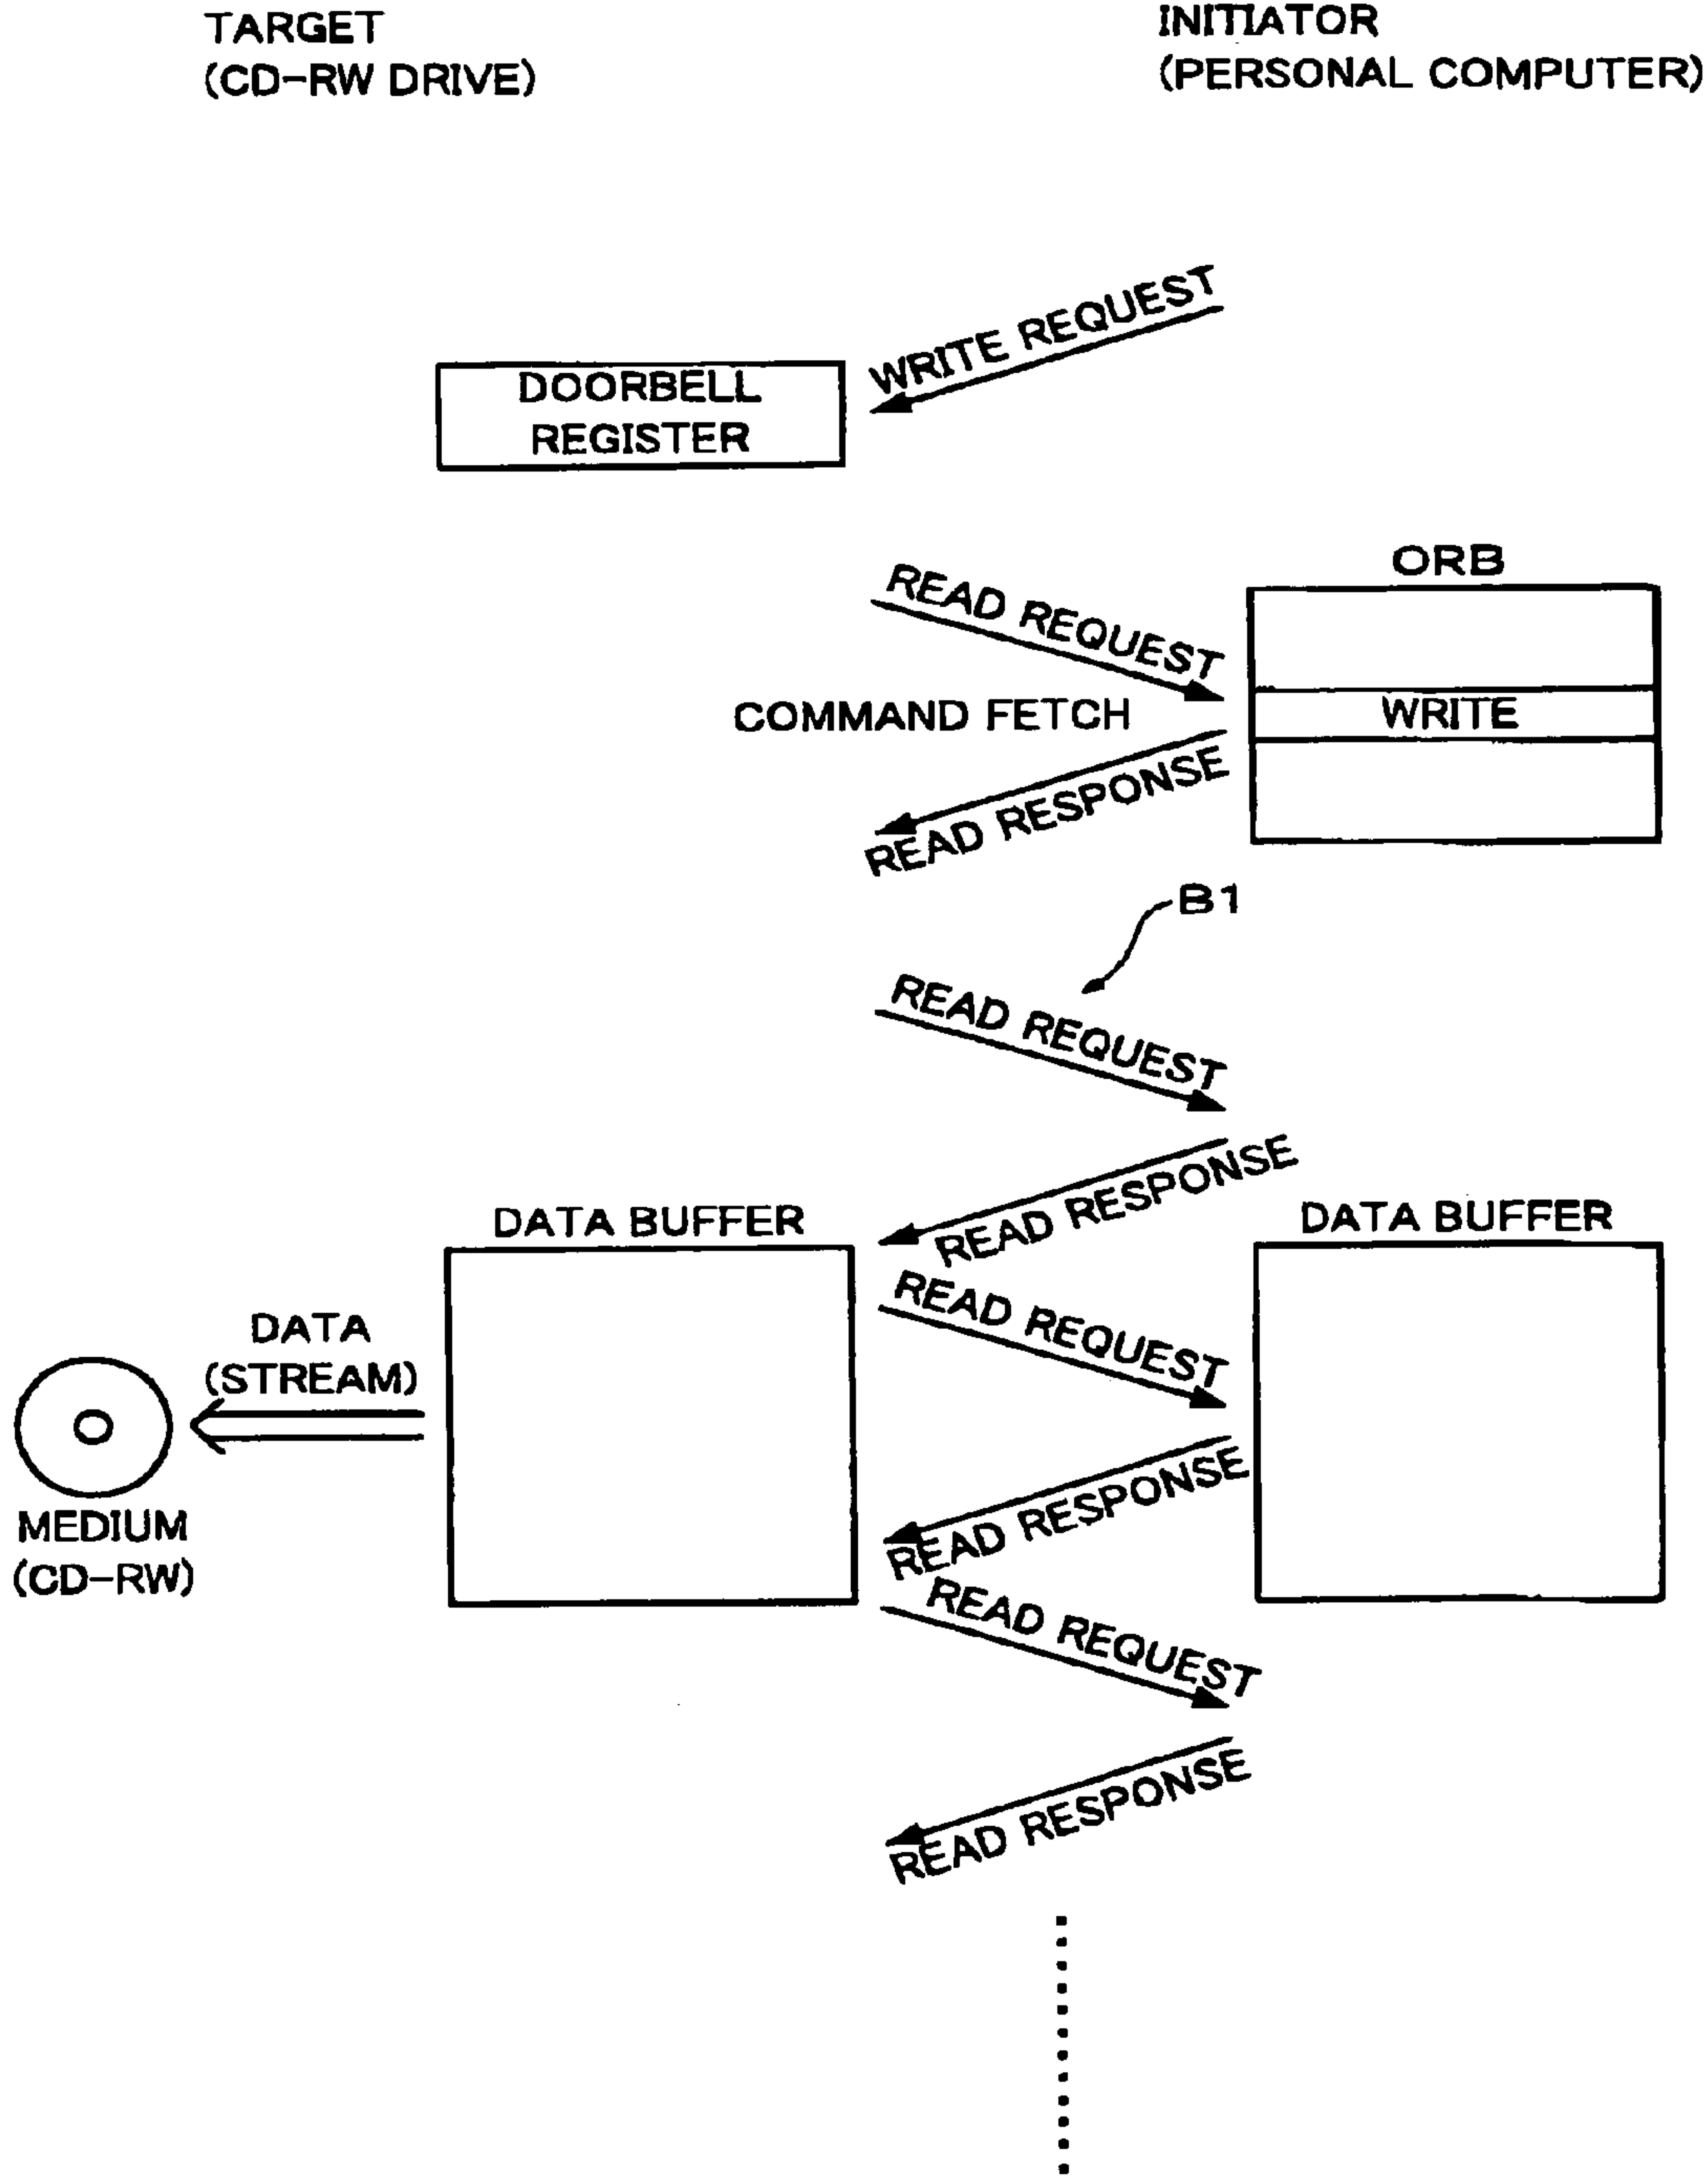 TARGET
(CD-RW DRIVE)
INITIATOR
(PERSONAL COMPUTER)
WRITE REQUEST
DOORBELL
REGISTER
ORB
READ REQUEST
COMMAND FETCH
WRITE
READ RESPONSE
B1
READ REQUEST
READ RESPONSE
DATA BUFFER
DATA BUFFER
READ REQUEST
DATA
(STREAM)
READ RESPONSE
MEDIUM
(CD-RW)
READ REQUEST
READ RESPONSE